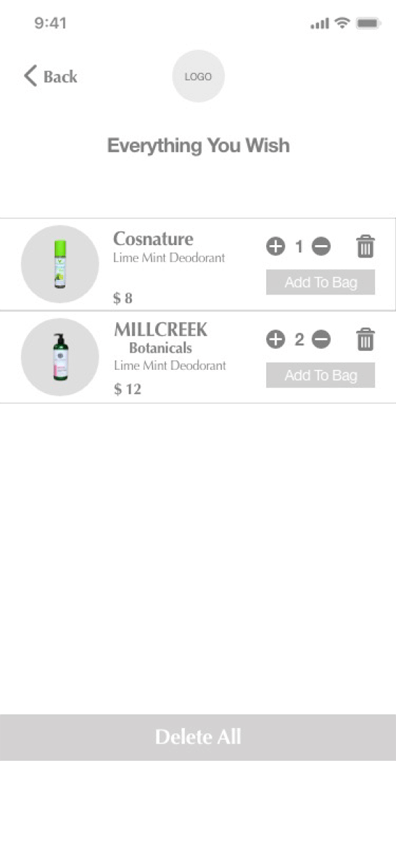 9:41
Back
LOGO
Everything You Wish
Cosnature
Lime Mint Deodorant
$ 8
1
Add To Bag
MILLCREEK
Botanicals
Lime Mint Deodorant
$ 12
2
Add To Bag
Delete All